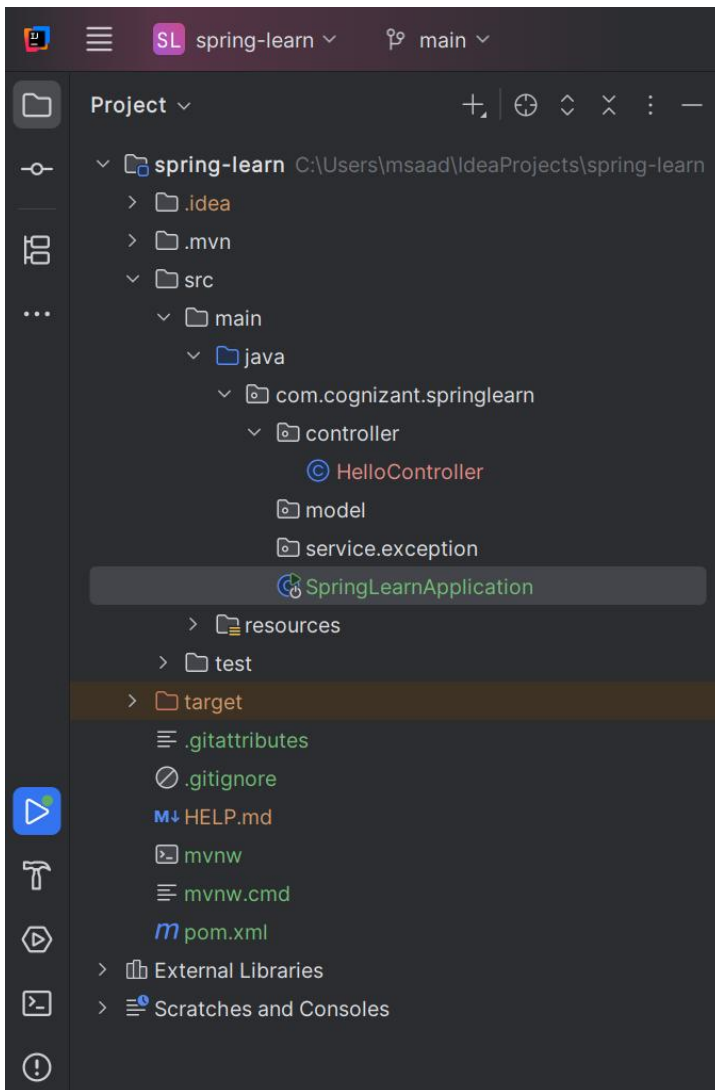 SL spring-learn main
Project
spring-learn C:\Users\msaad\IdeaProjects\spring-learn
.idea
.mvn
src
main
java
com.cognizant.springlearn
controller
HelloController
model
service.exception
SpringLearnApplication
resources
test
target
.gitattributes
.gitignore
M↓ HELP.md
mvnw
mvnw.cmd
m pom.xml
External Libraries
Scratches and Consoles